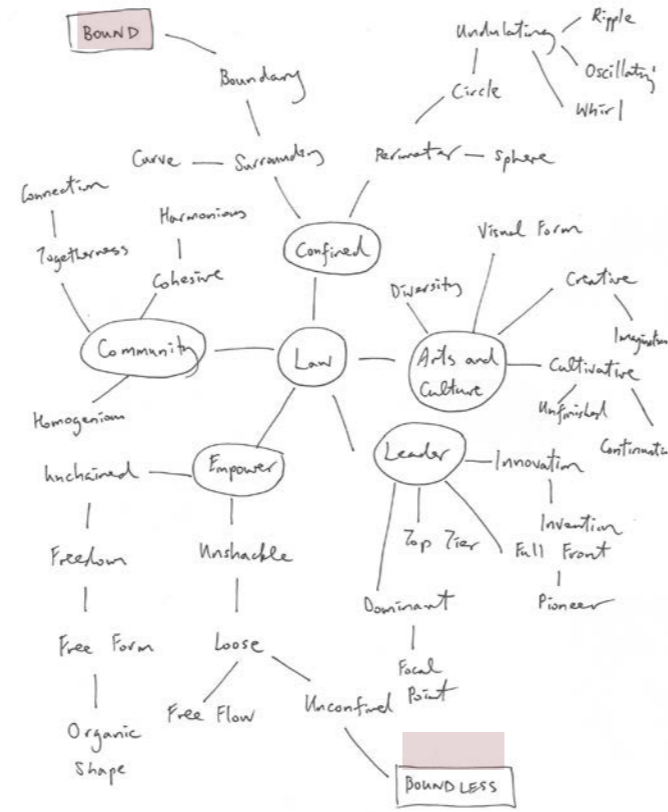 BOUND
Ripple
Undulating
Oscillating
Whirl
Boundary
Circle
Curve
Surrounding
Perimeter
Sphere
Connection
Harmonious
Visual Form
Togetherness
Confined
Cohesive
Diversity
Creative
Imagination
Community
Law
Arts and
Culture
Cultivative
Unfinished
Homogenious
Leader
Innovation
Unchained
Empower
Invention
Freedom
Unshackle
Top Tier
Full Front
Pioneer
Dominant
Free Form
Loose
Focal
Point
Free Flow
Unconfined
Organic
Shape
BOUNDLESS